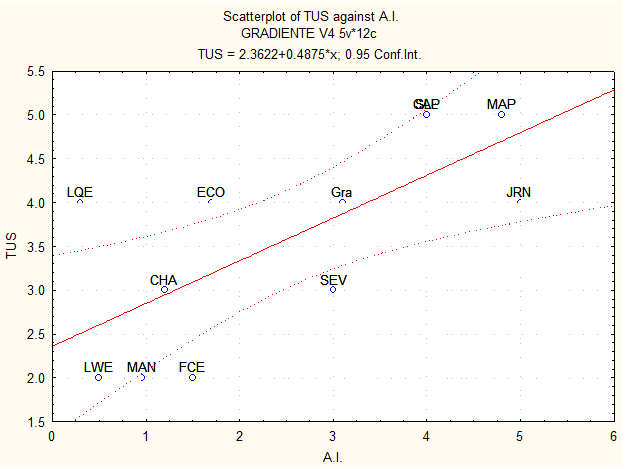 Scatterplot of TUS against A.I.
GRADIENTE V4 5v*12c
TUS = 2.3622+0.4875*x; 0.95 Conf.Int.
5.5
5.0
4.5
4.0
3.5
3.0
2.5
2.0
1.5
TUS
MAP
LQE
ECO
Gra
JRN
CHA
SEV
LWE
MAN
FCE
0
1
2
3
4
5
6
A.I.